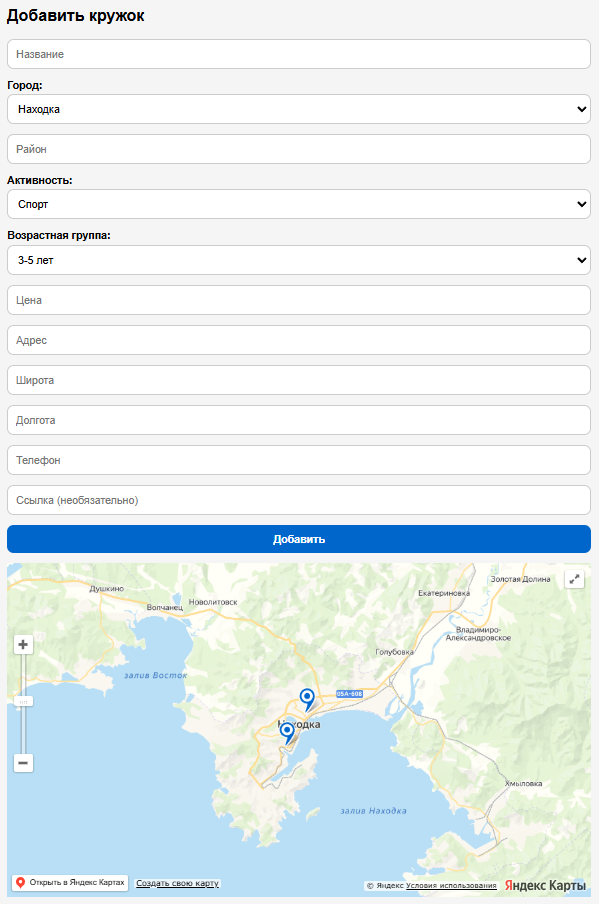 Добавить кружок
Название
Город:
Находка
Район
Активность:
Спорт
Возрастная группа:
3-5 лет
Цена
Адрес
Широта
Долгота
Телефон
Ссылка (необязательно)
Добавить
Золотая Долина
Душкино
Екатериновка
Волчанец
Новолитовск
Владимиро-
Александровское
Голубовка
залив Восток
05А-608
Находка
Хмыловка
залив Находка
Открыть в Яндекс Картах
Создать свою карту
© Яндекс Условия использования
Яндекс Карты